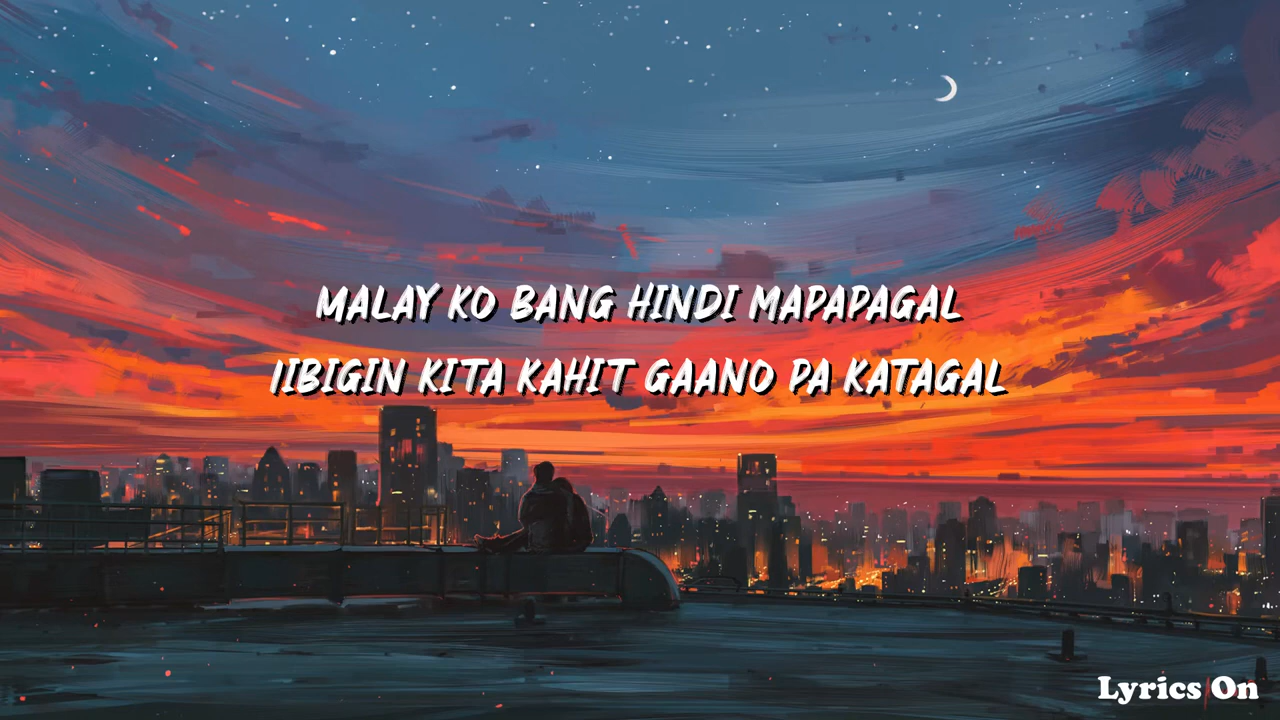 MALAY KO BANG HINDI MAPAPAGAL
IIBIGIN KITA KAHIT GAANO PA KATAGAL
Lyrics On